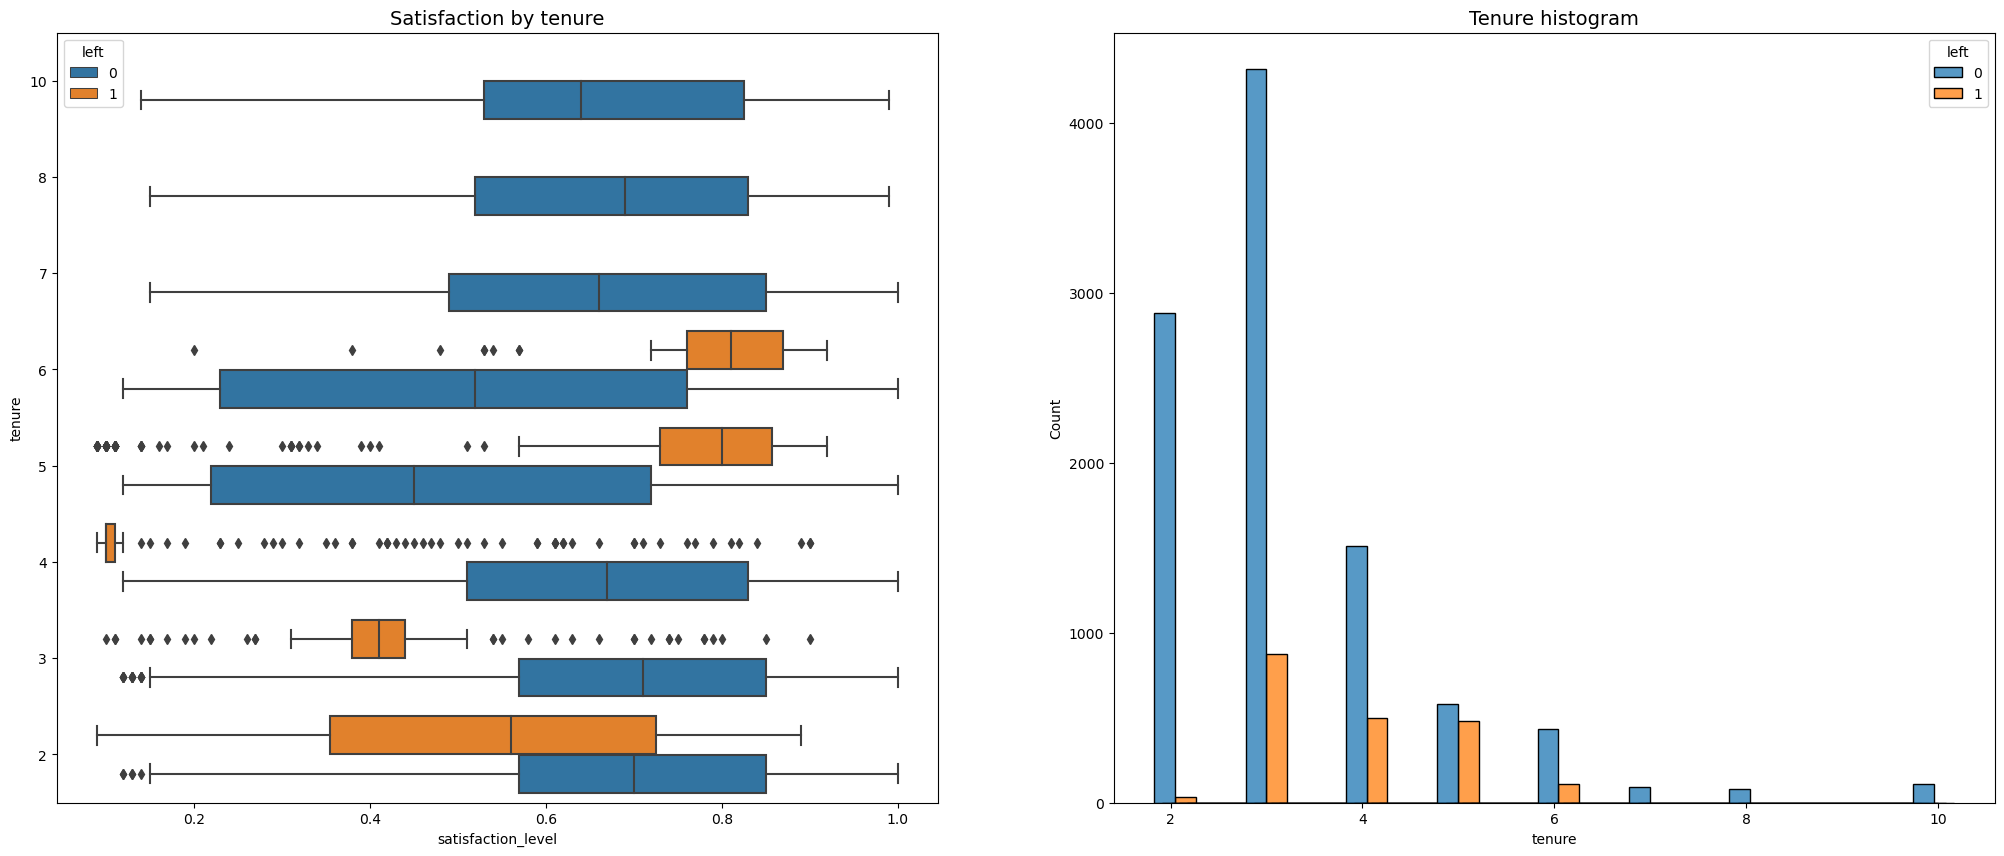 Satisfaction by tenure
left
0
1
10
8
7
6
5
4
3
2
tenure
0.2 0.4 0.6 0.8 1.0
satisfaction_level
Tenure histogram
left
0
1
4000
3000
2000
1000
0
Count
2 4 6 8 10
tenure